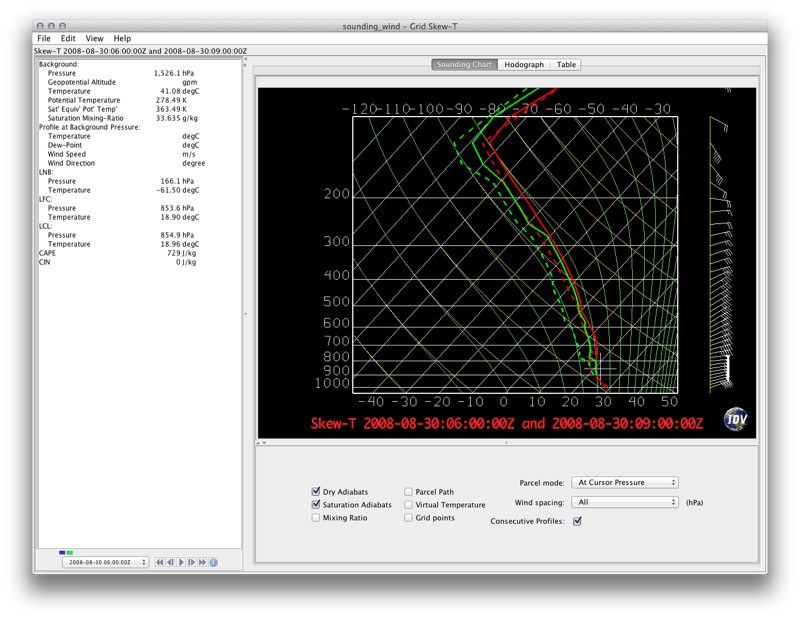 sounding_wind - Grid Skew-T
File Edit View Help
Skew-T 2008-08-30:06:00:00Z and 2008-08-30:09:00:00Z
Background:
Pressure 1,526.1 hPa
Geopotential Altitude gpm
Temperature 41.08 degC
Potential Temperature 278.49 K
Sat' Equiv' Pot' Temp' 363.49 K
Saturation Mixing-Ratio 33.635 g/kg
Profile at Background Pressure:
Temperature degC
Dew-Point degC
Wind Speed m/s
Wind Direction degree
LNB:
Pressure 166.1 hPa
Temperature -61.50 degC
LFC:
Pressure 853.6 hPa
Temperature 18.90 degC
LCL:
Pressure 854.9 hPa
Temperature 18.96 degC
CAPE 729 J/kg
CIN 0 J/kg
2008-08-30 06:00:00Z
Sounding Chart Hodograph Table
-120 -110 -100 -90 -80 -70 -60 -50 -40 -30
200
300
400
500
600
700
800
900
1000
-40 -30 -20 -10 0 10 20 30 40 50
Skew-T 2008-08-30:06:00:00Z and 2008-08-30:09:00:00Z
IDV
Dry Adiabats Parcel Path
Saturation Adiabats Virtual Temperature
Mixing Ratio Grid points
Parcel mode: At Cursor Pressure
Wind spacing: All (hPa)
Consecutive Profiles: